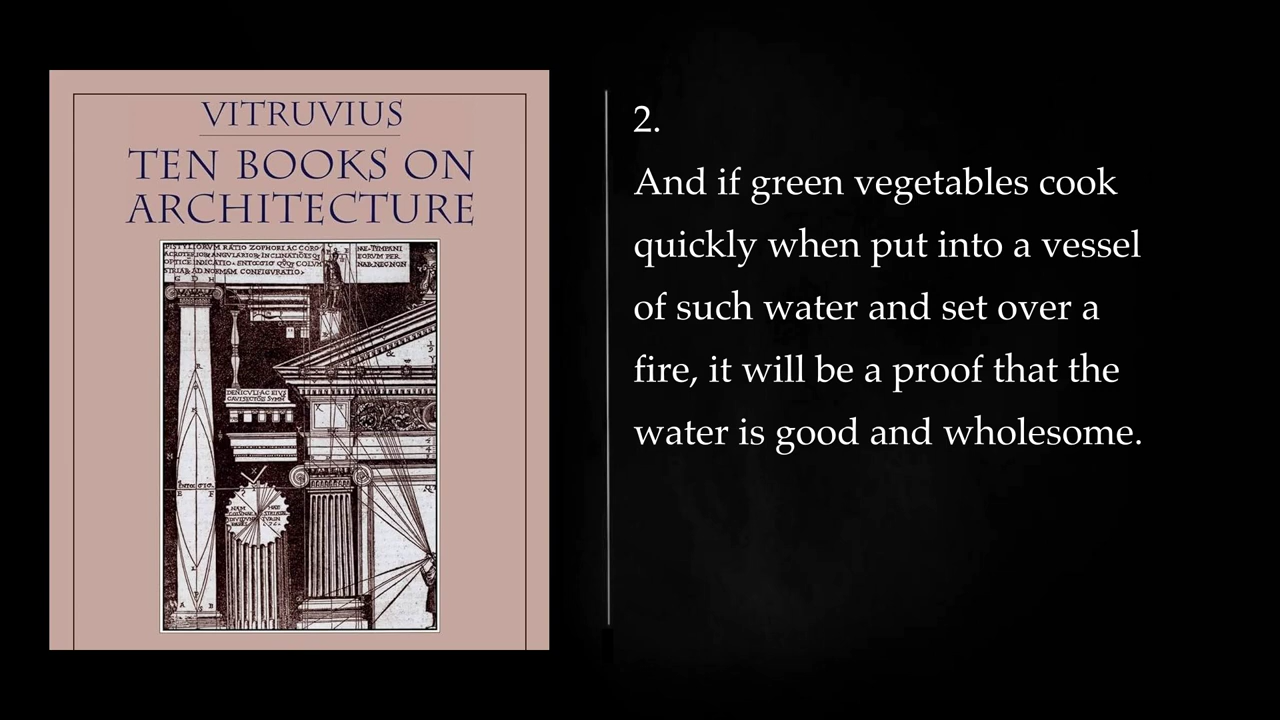 VITRUVIUS
TEN BOOKS ON
ARCHITECTURE
2.
And if green vegetables cook
quickly when put into a vessel
of such water and set over a
fire, it will be a proof that the
water is good and wholesome.